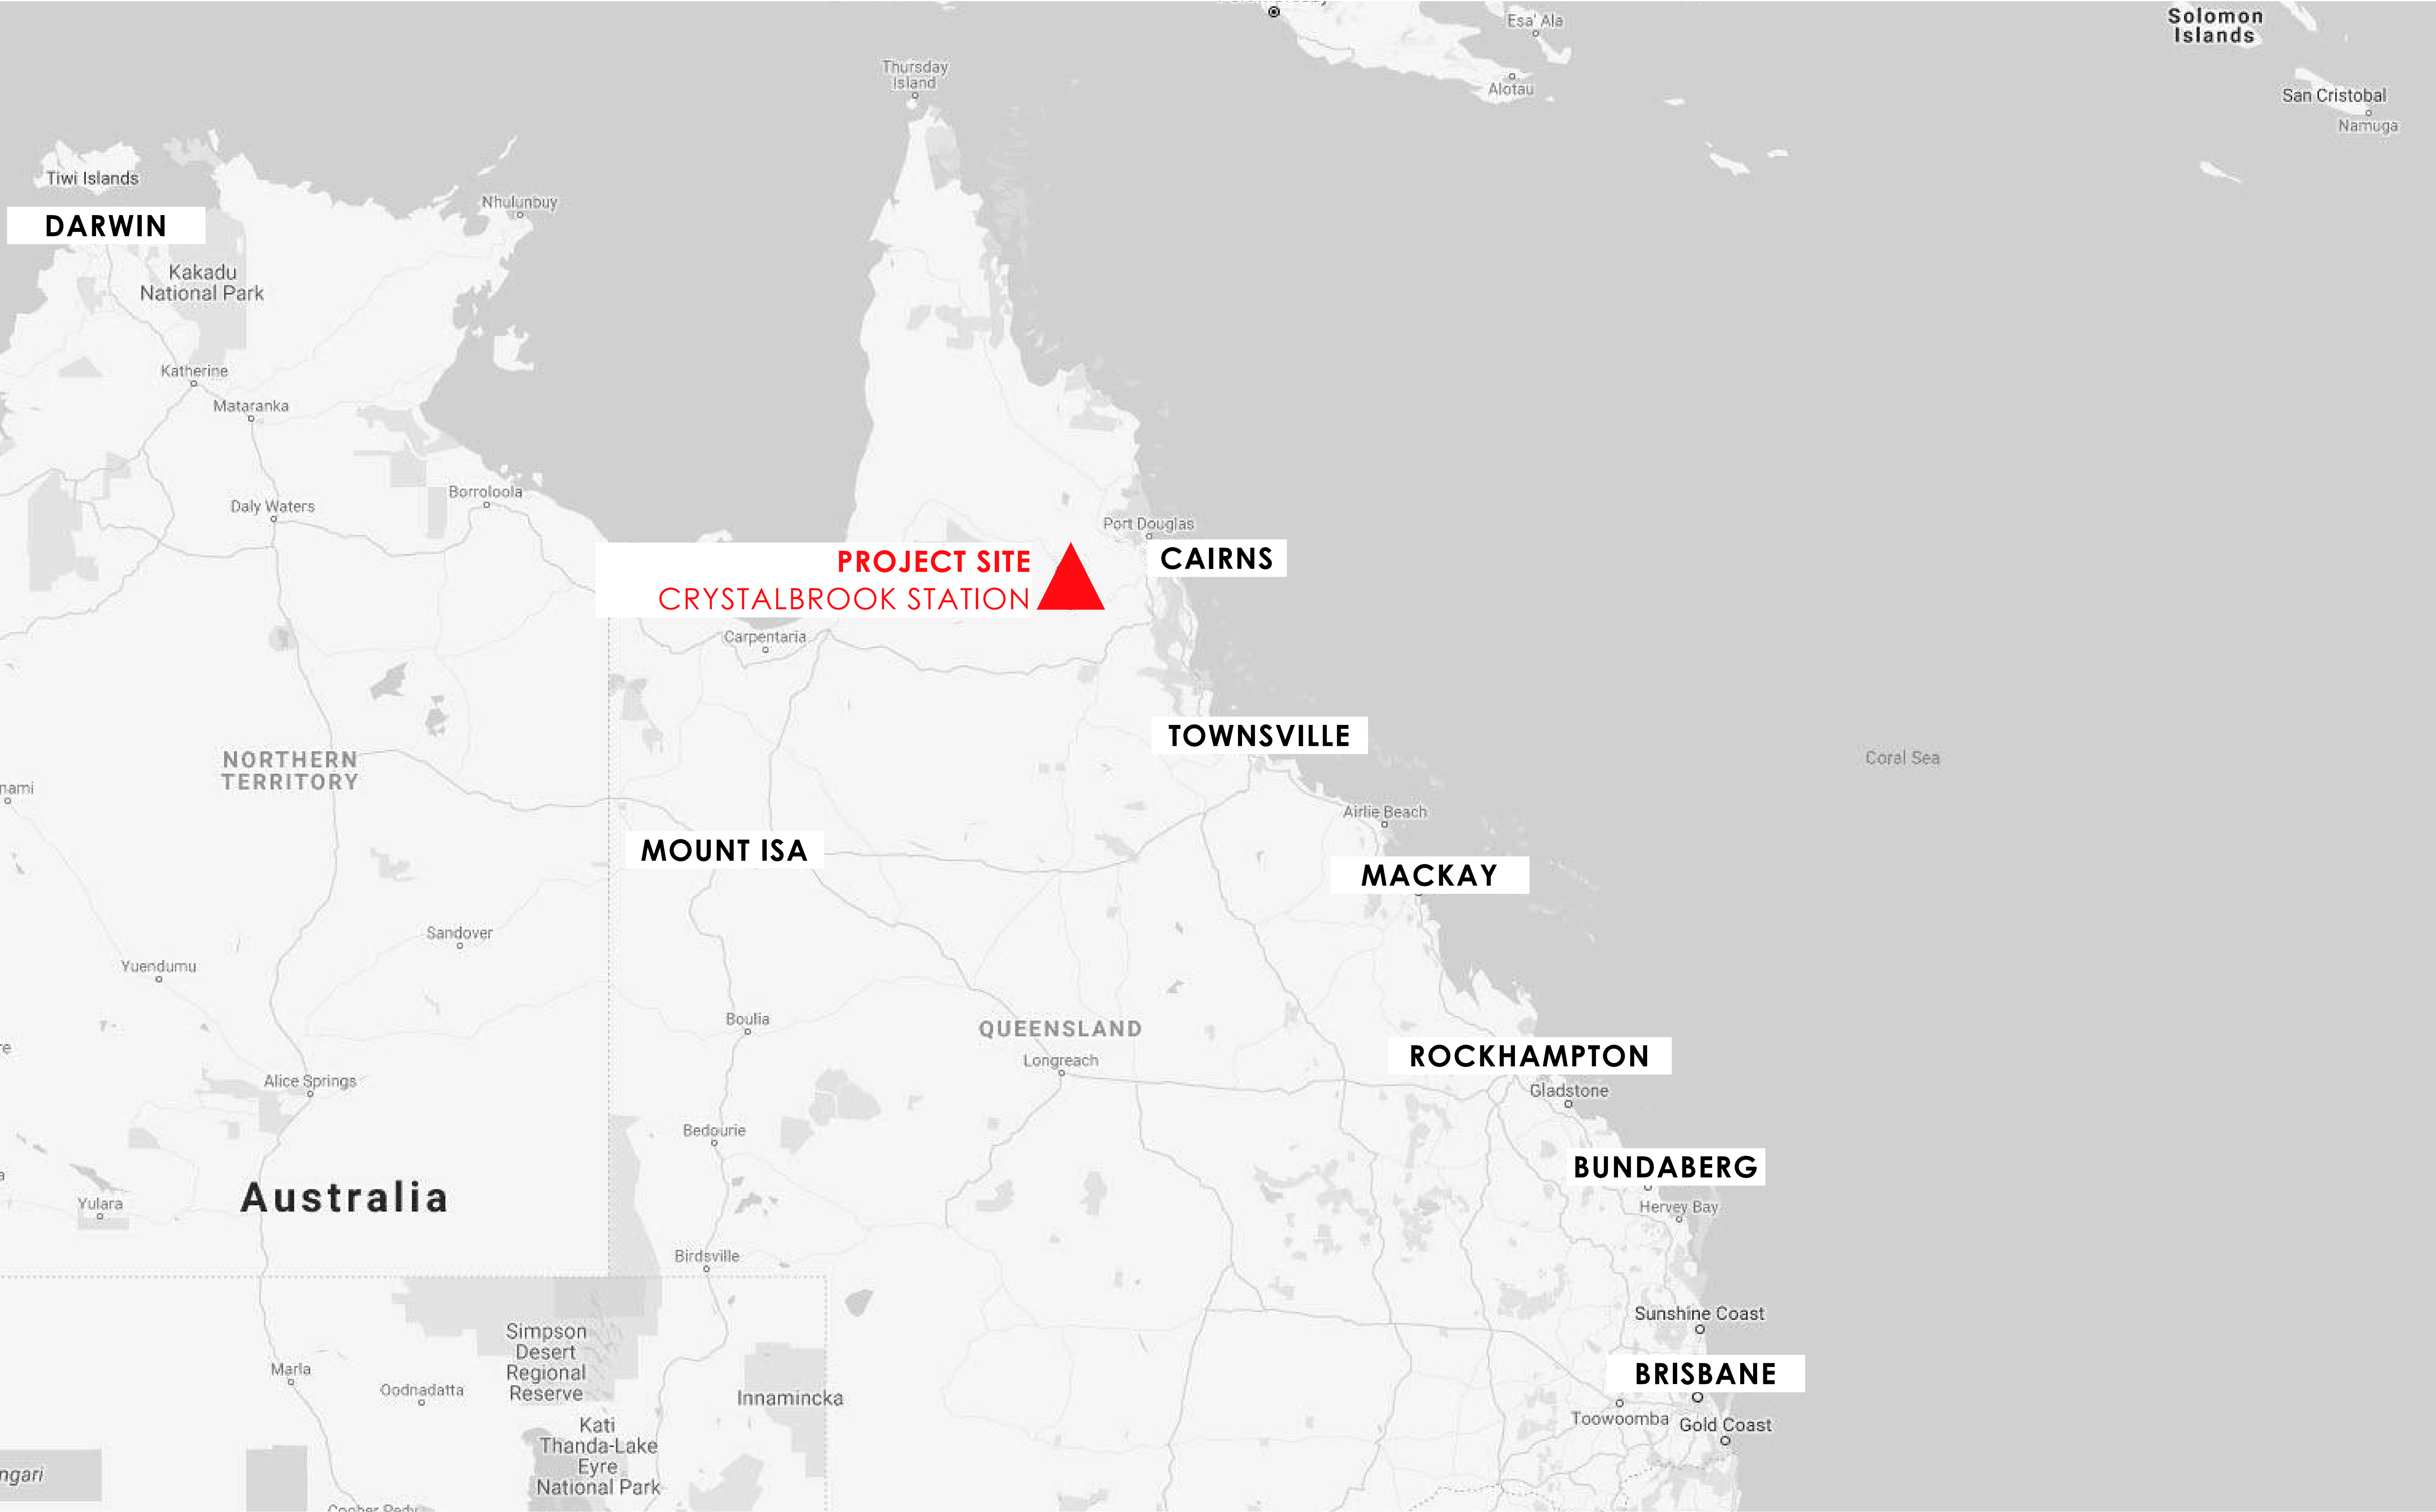 Solomon
Islands
Esa' Ala
Thursday
Island
Alotau
San Cristobal
Namuga
Tiwi Islands
Nhulunbuy
DARWIN
Kakadu
National Park
Katherine
Mataranka
Borroloola
Daly Waters
Port Douglas
PROJECT SITE
CAIRNS
CRYSTALBROOK STATION
Carpentaria
TOWNSVILLE
NORTHERN
TERRITORY
Coral Sea
nami
Airlie Beach
MOUNT ISA
MACKAY
Sandover
Yuendumu
Boulia
QUEENSLAND
Longreach
ROCKHAMPTON
Alice Springs
Gladstone
Bedourie
BUNDABERG
Yulara
Australia
Hervey Bay
Birdsville
Sunshine Coast
Simpson
Desert
Regional
Reserve
Marla
BRISBANE
Oodnadatta
Innamincka
Toowoomba
Gold Coast
Kati
Thanda-Lake
Eyre
National Park
ngari